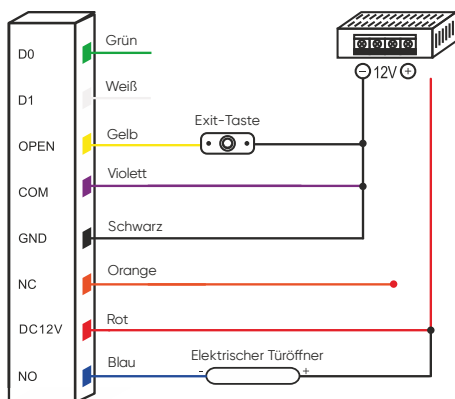 D0
Grün
D1
Weiß
OPEN
Gelb
Exit-Taste
COM
Violett
GND
Schwarz
NC
Orange
DC12V
Rot
NO
Blau
Elektrischer Türöffner
- +
− 12V +